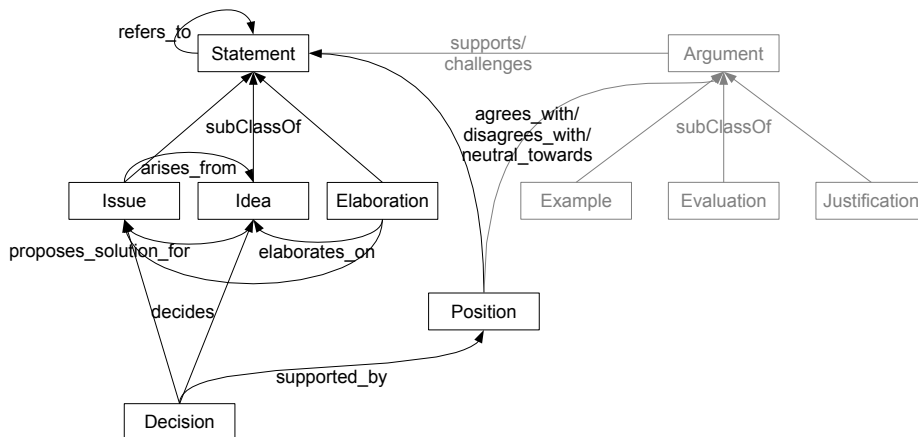 refers_to
Statement
supports/
challenges
Argument
subClassOf
agrees_with/
disagrees_with/
neutral_towards
subClassOf
arises_from
Issue
Idea
Elaboration
Example
Evaluation
Justification
proposes_solution_for
elaborates_on
decides
Position
supported_by
Decision